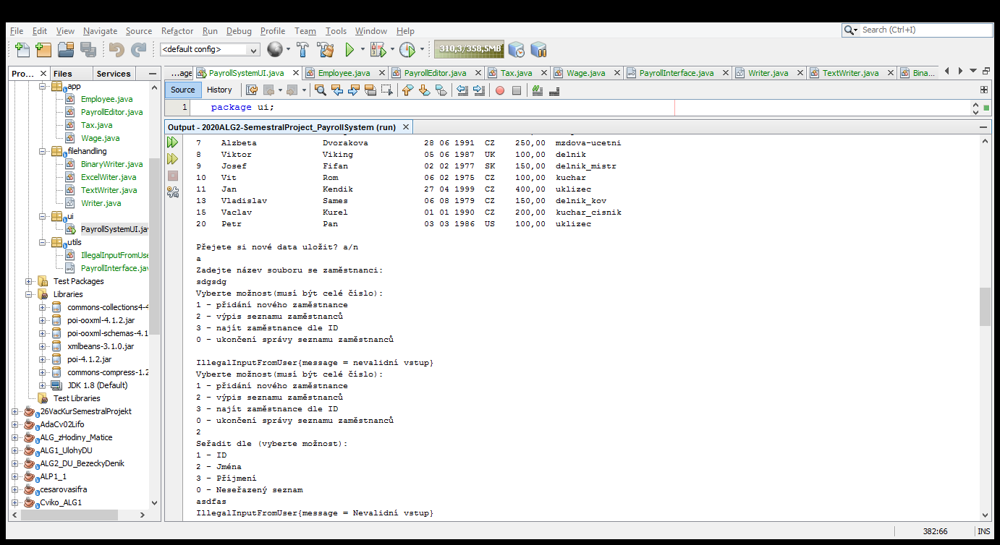 File Edit View Navigate Source Refactor Run Debug Profile Team Tools Window Help
Search (Ctrl+I)
<default config>
310,3/358,5MB
Pro... Files Services
...age PayrollSystemUI.java Employee.java PayrollEditor.java Tax.java Wage.java PayrollInterface.java Writer.java TextWriter.java Bina...
Source History
1 package ui;
app
Employee.java
PayrollEditor.java
Tax.java
Wage.java
filehandling
BinaryWriter.java
ExcelWiter.java
TextWriter.java
Writer.java
ui
PayrollSystemUI.jav
utils
IllegalInputFromUse
PayrollInterface.jav
Test Packages
Libraries
commons-collections4-4
poi-ooxml-4.1.2.jar
poi-ooxml-schemas-4.1
xmlbeans-3.1.0.jar
poi-4.1.2.jar
commons-compress-1.2
JDK 1.8 (Default)
Test Libraries
26VacKurSemestralProjekt
AdaCv02Lifo
ALG_zHodiny_Matice
ALG1_UlohyDU
ALG2_DU_BezeckyDenik
ALP1_1
cesarovasifra
Cviko_ALG1
Output - 2020ALG2-SemestralProject_PayrollSystem (run)
7 Alzbeta Dvorakova 28 06 1991 CZ 250,00 mzdova-ucetni
8 Viktor Viking 05 06 1987 UK 100,00 delnik
9 Josef Fifan 02 02 1977 SK 150,00 delnik_mistr
10 Vit Rom 06 02 1975 CZ 100,00 kuchar
11 Jan Kendik 27 04 1999 CZ 400,00 uklizec
13 Vladislav Sames 06 08 1979 CZ 150,00 delnik_kov
15 Vaclav Kurel 01 01 1990 CZ 200,00 kuchar_cisnik
20 Petr Pan 03 03 1986 US 100,00 uklizec
Přejete si nové data uložit? a/n
a
Zadejte název souboru se zaměstnanci:
sdgsdg
Vyberte možnost(musí být celé číslo):
1 - přidání nového zaměstnance
2 - výpis seznamu zaměstnanců
3 - najít zaměstnance dle ID
0 - ukončení správy seznamu zaměstnanců
IllegalInputFromUser{message = nevalidní vstup}
Vyberte možnost(musí být celé číslo):
1 - přidání nového zaměstnance
2 - výpis seznamu zaměstnanců
3 - najít zaměstnance dle ID
0 - ukončení správy seznamu zaměstnanců
2
Seřadit dle (vyberte možnost):
1 - ID
2 - Jména
3 - Příjmení
0 - Neseřazený seznam
asdfas
IllegalInputFromUser{message = Nevalidní vstup}
382:66 INS